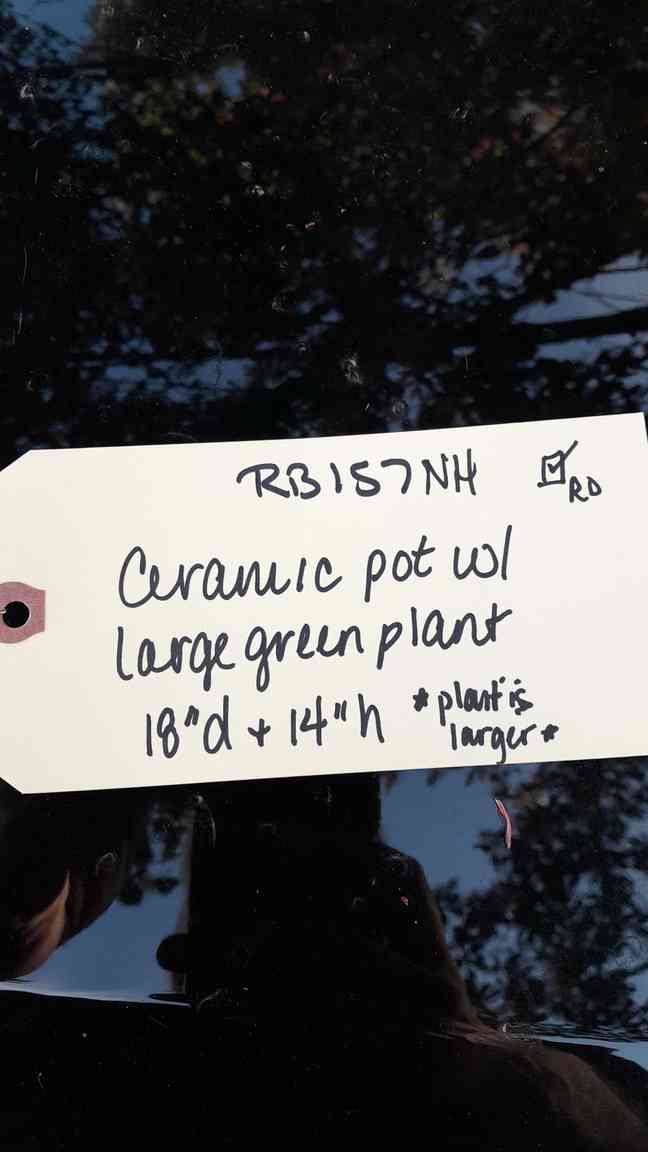 RB157NH ☑ RD
Ceramic pot w/
large green plant
18"d + 14"h *plant is
larger*